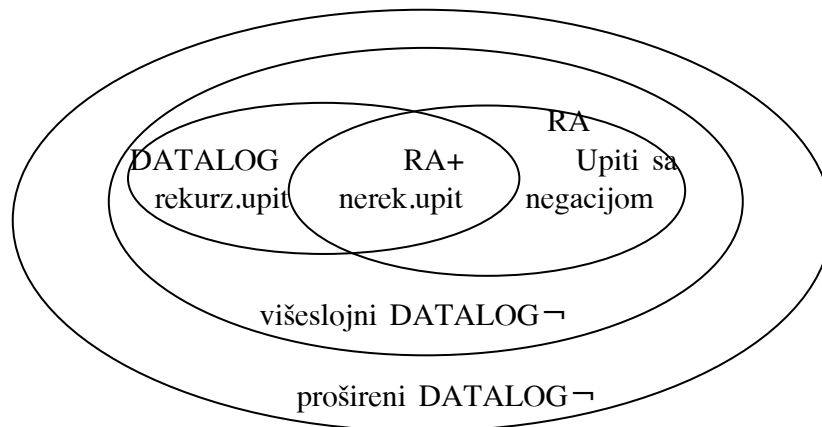 RA
DATALOG RA+ Upiti sa
rekurz.upit nerek.upit negacijom
višeslojni DATALOG¬
prošireni DATALOG¬